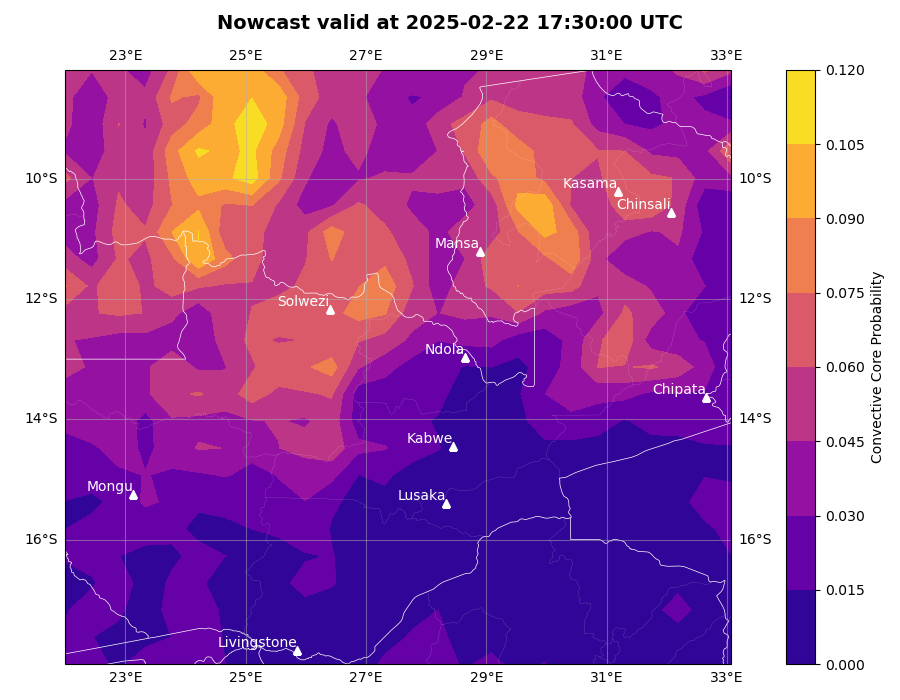 Nowcast valid at 2025-02-22 17:30:00 UTC
23°E 25°E 27°E 29°E 31°E 33°E
0.120
0.105
10°S 10°S
Kasama
Chinsali
0.090
Mansa
0.075
12°S 12°S
Solwezi
Ndola
0.060
Chipata
14°S 14°S
Kabwe
0.045
Mongu
Lusaka
0.030
16°S 16°S
0.015
Livingstone
0.000
23°E 25°E 27°E 29°E 31°E 33°E
Convective Core Probability